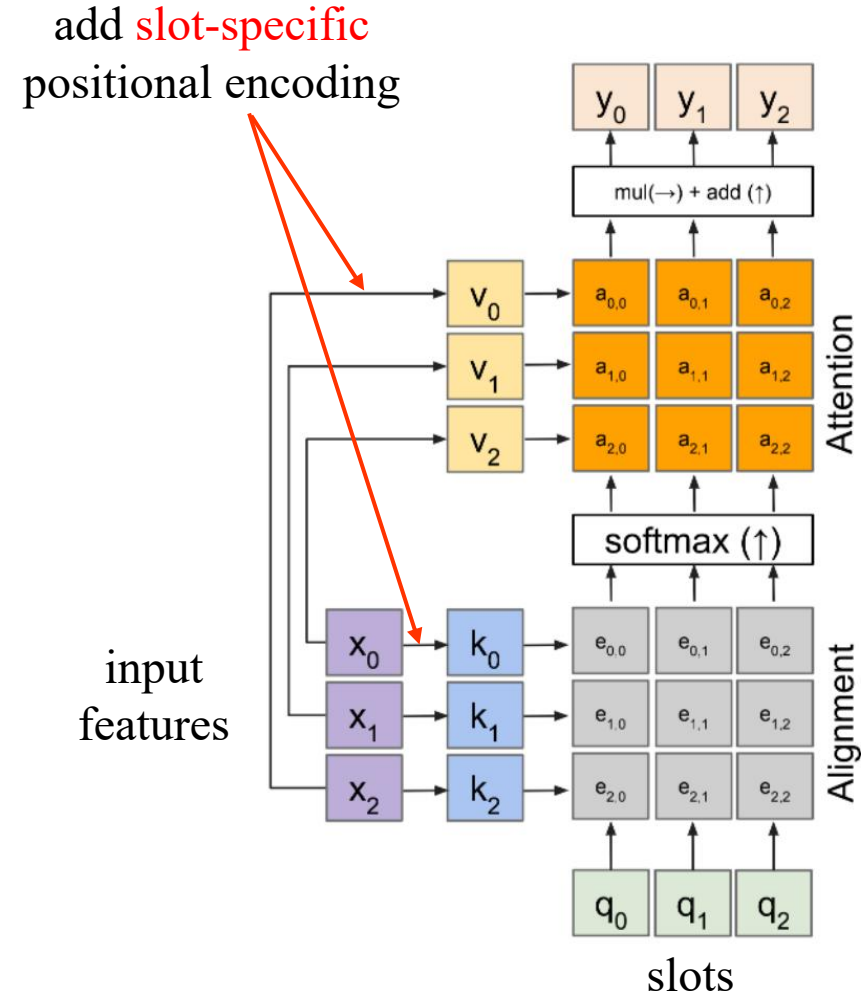 add slot-specific
positional encoding
y0 y1 y2
mul(→) + add (↑)
v0 a0,0 a0,1 a0,2
v1 a1,0 a1,1 a1,2
v2 a2,0 a2,1 a2,2
Attention
softmax (↑)
input
features
x0 k0 e0.0 e0,1 e0,2
x1 k1 e1,0 e1,1 e1,2
x2 k2 e2,0 e2,1 e2,2
Alignment
q0 q1 q2
slots